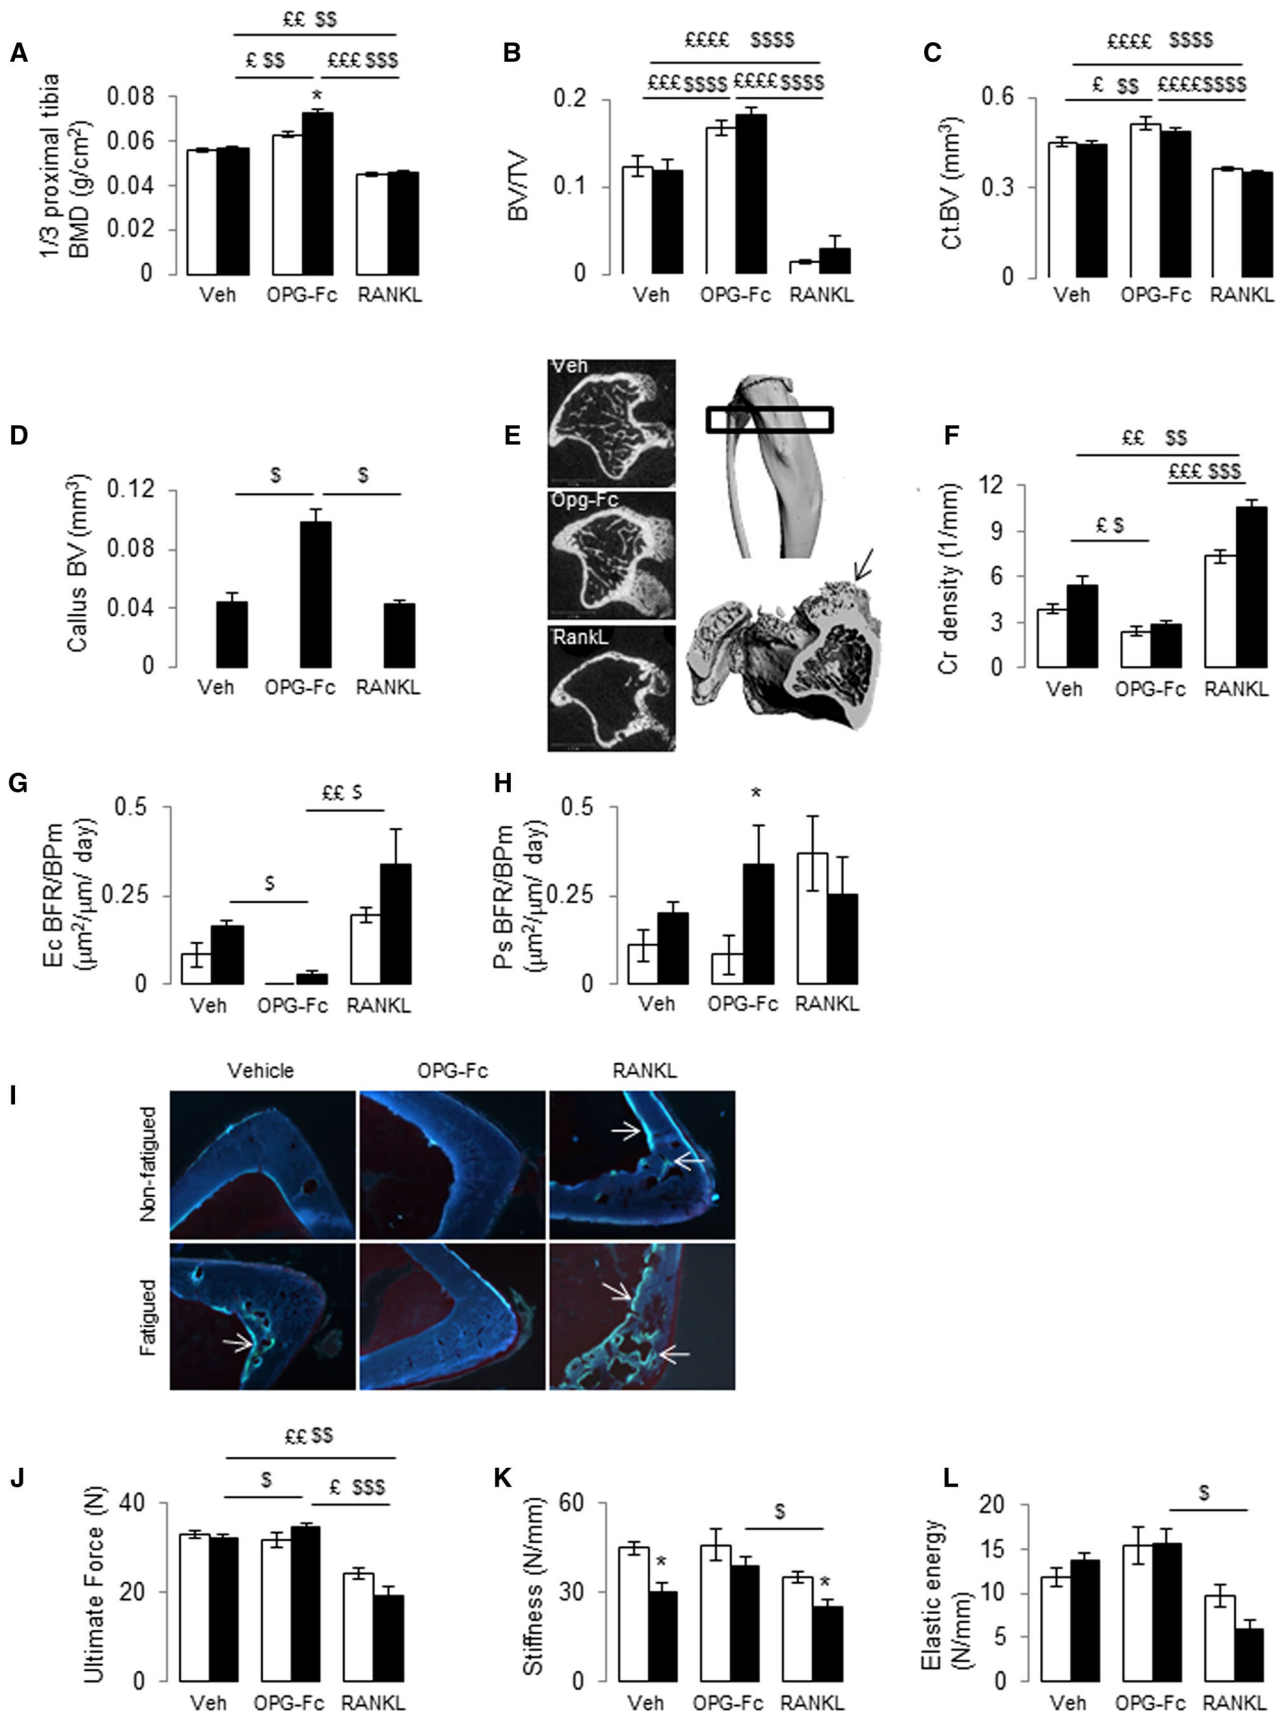 A
££ $$
£ $$ £££ $$$
*
1/3 proximal tibia
BMD (g/cm2)
0.08
0.06
0.04
0.02
0
Veh OPG-Fc RANKL
B
££££ $$$$
£££$$$$ ££££$$$$
BV/TV
0.2
0.1
0
Veh OPG-Fc RANKL
C
££££ $$$$
£ $$ ££££$$$$
Ct.BV (mm3)
0.6
0.3
0
Veh OPG-Fc RANKL
D
$ $
Callus BV (mm3)
0.12
0.08
0.04
0
Veh OPG-Fc RANKL
E
Veh
Opg-Fc
RankL
F
££ $$
£££ $$$
£ $
Cr density (1/mm)
12
9
6
3
0
Veh OPG-Fc RANKL
G
££ $
$
Ec BFR/BPm
(µm2/µm/ day)
0.5
0.25
0
Veh OPG-Fc RANKL
H
*
Ps BFR/BPm
(µm2/µm/ day)
0.5
0.25
0
Veh OPG-Fc RANKL
I
Vehicle OPG-Fc RANKL
Non-fatigued
Fatigued
J
££ $$
$ £ $$$
Ultimate Force (N)
40
20
0
Veh OPG-Fc RANKL
K
$
* *
Stiffness (N/mm)
60
30
0
Veh OPG-Fc RANKL
L
$
Elastic energy
(N/mm)
20
15
10
5
0
Veh OPG-Fc RANKL